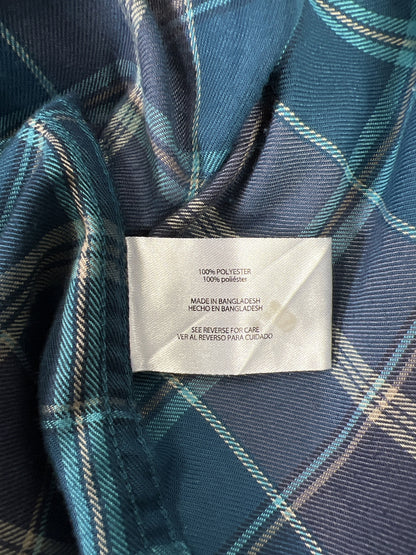 100% POLYESTER
100% poliéster
MADE IN BANGLADESH
HECHO EN BANGLADESH
SEE REVERSE FOR CARE
VER AL REVERSO PARA CUIDADO